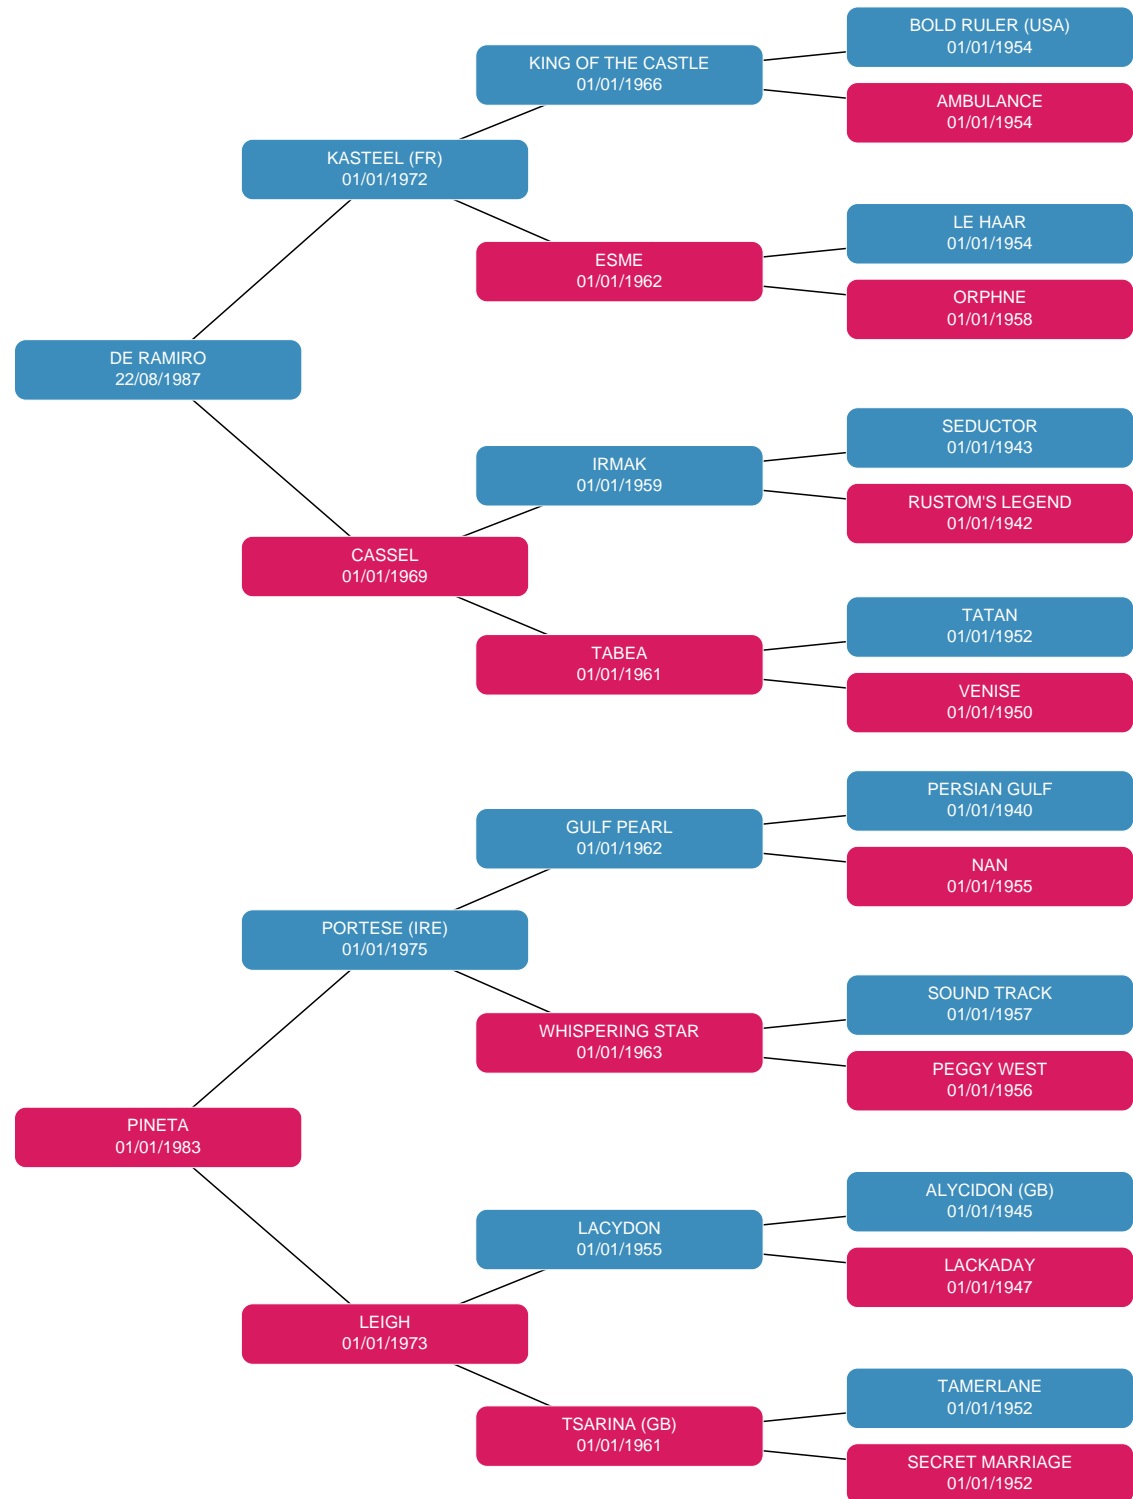 BOLD RULER (USA)
01/01/1954
KING OF THE CASTLE
01/01/1966
AMBULANCE
01/01/1954
KASTEEL (FR)
01/01/1972
LE HAAR
01/01/1954
ESME
01/01/1962
ORPHNE
01/01/1958
DE RAMIRO
22/08/1987
SEDUCTOR
01/01/1943
IRMAK
01/01/1959
RUSTOM'S LEGEND
01/01/1942
CASSEL
01/01/1969
TATAN
01/01/1952
TABEA
01/01/1961
VENISE
01/01/1950
PERSIAN GULF
01/01/1940
GULF PEARL
01/01/1962
NAN
01/01/1955
PORTESE (IRE)
01/01/1975
SOUND TRACK
01/01/1957
WHISPERING STAR
01/01/1963
PEGGY WEST
01/01/1956
PINETA
01/01/1983
ALYCIDON (GB)
01/01/1945
LACYDON
01/01/1955
LACKADAY
01/01/1947
LEIGH
01/01/1973
TAMERLANE
01/01/1952
TSARINA (GB)
01/01/1961
SECRET MARRIAGE
01/01/1952